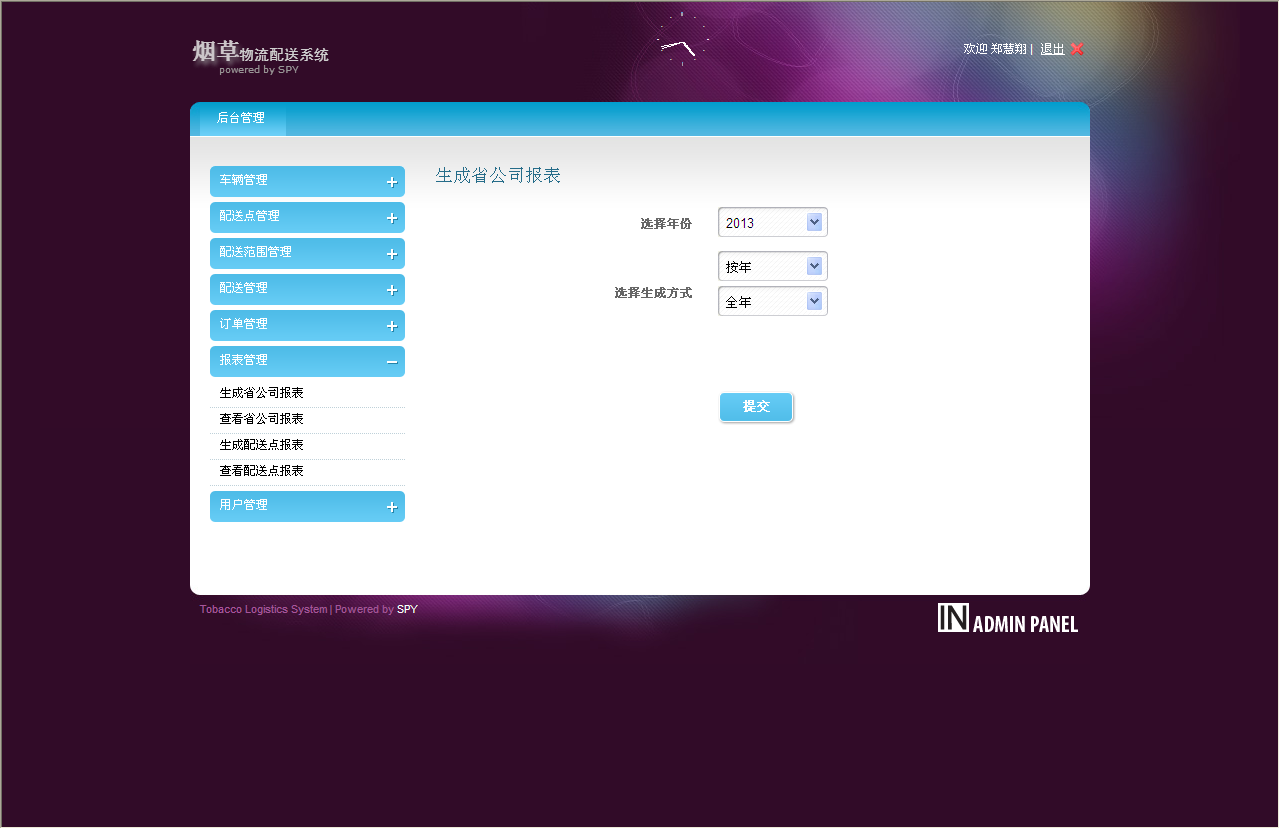 烟草物流配送系统
powered by SPY
欢迎 郑慧翔 | 退出
后台管理
车辆管理
配送点管理
配送范围管理
配送管理
订单管理
报表管理
生成省公司报表
查看省公司报表
生成配送点报表
查看配送点报表
用户管理
生成省公司报表
选择年份 2013
按年
选择生成方式
全年
提交
Tobacco Logistics System | Powered by SPY
IN ADMIN PANEL